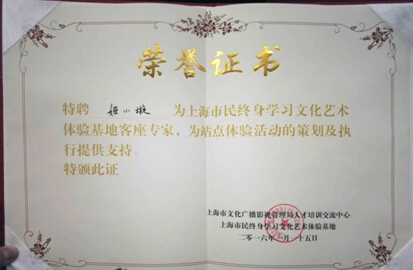 荣誉证书
特聘 小璇 为上海市民终身学习文化艺术
体验基地客座专家，为站点体验活动的策划及执
行提供支持。
特颁此证
上海市文化广播影视管理局人才培训交流中心
上海市民终身学习文化艺术体验基地
二〇一六年 月 十五日